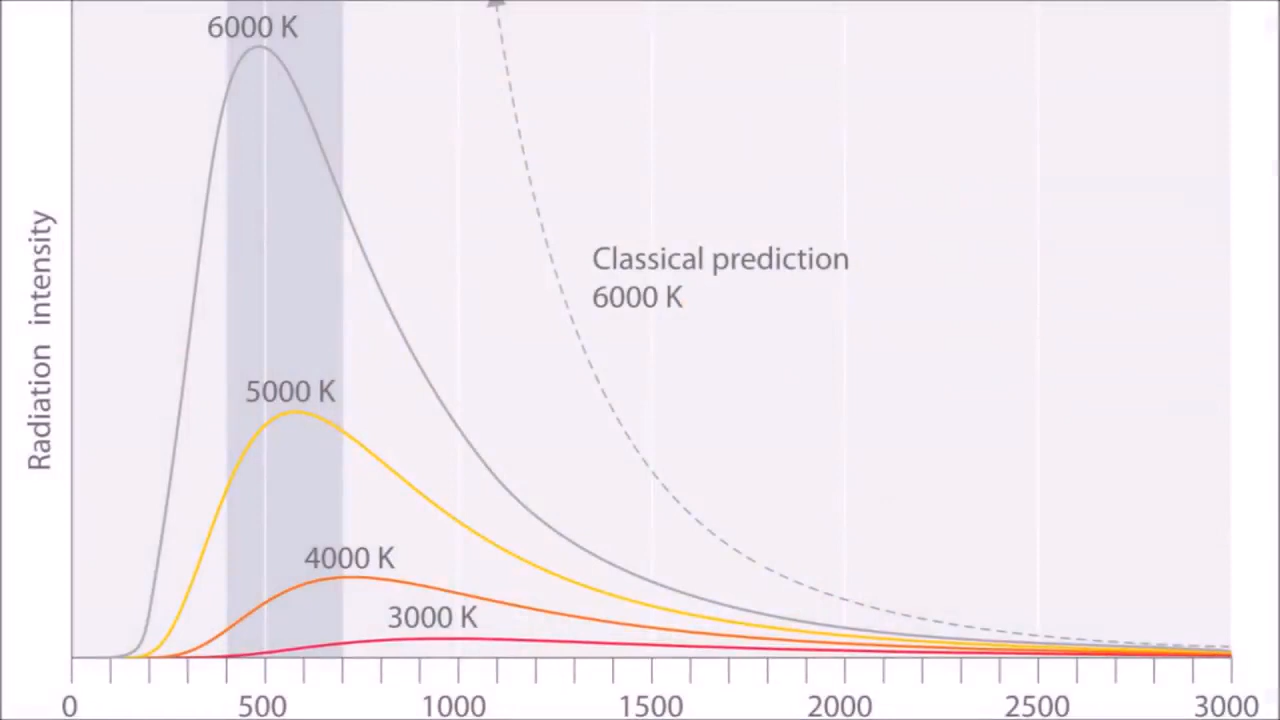 6000 K
Classical prediction
6000 K
Radiation intensity
5000 K
4000 K
3000 K
0 500 1000 1500 2000 2500 3000